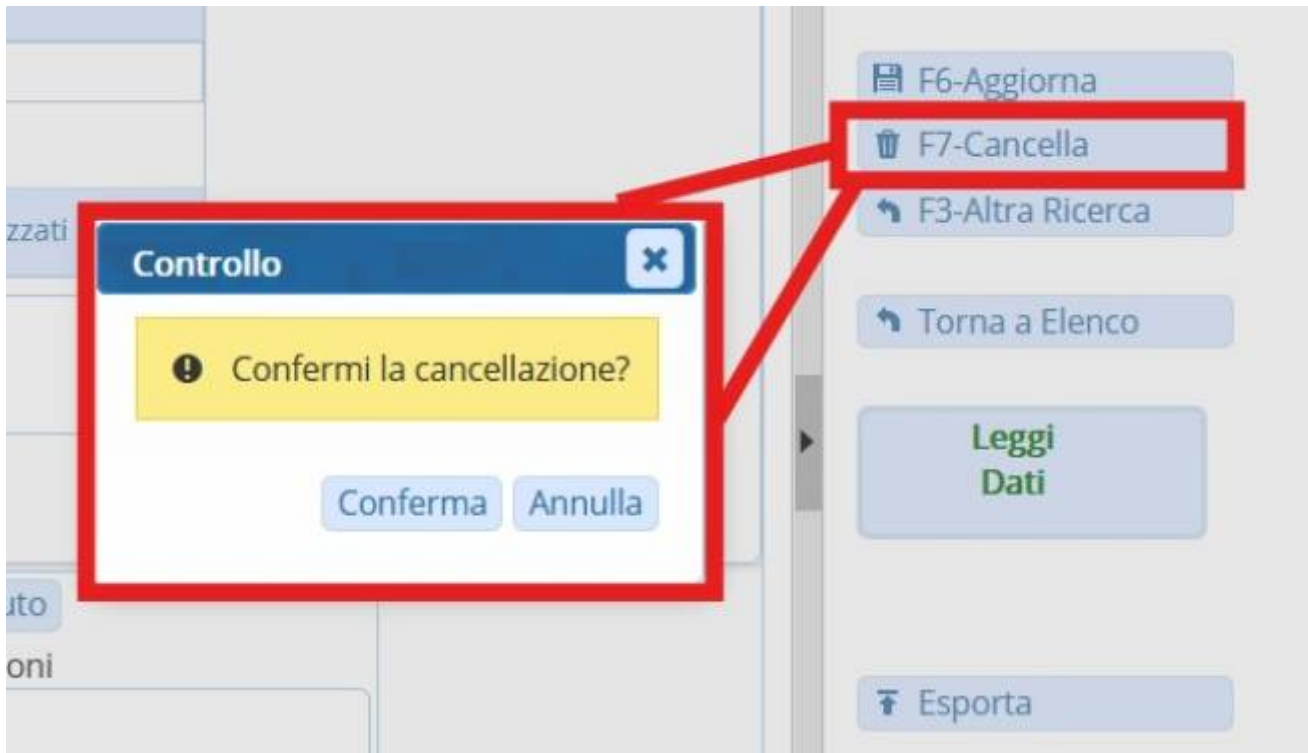 F6-Aggiorna
F7-Cancella
F3-Altra Ricerca
Torna a Elenco
Leggi
Dati
Esporta
zzati
Controllo
Confermi la cancellazione?
Conferma Annulla
uto
oni